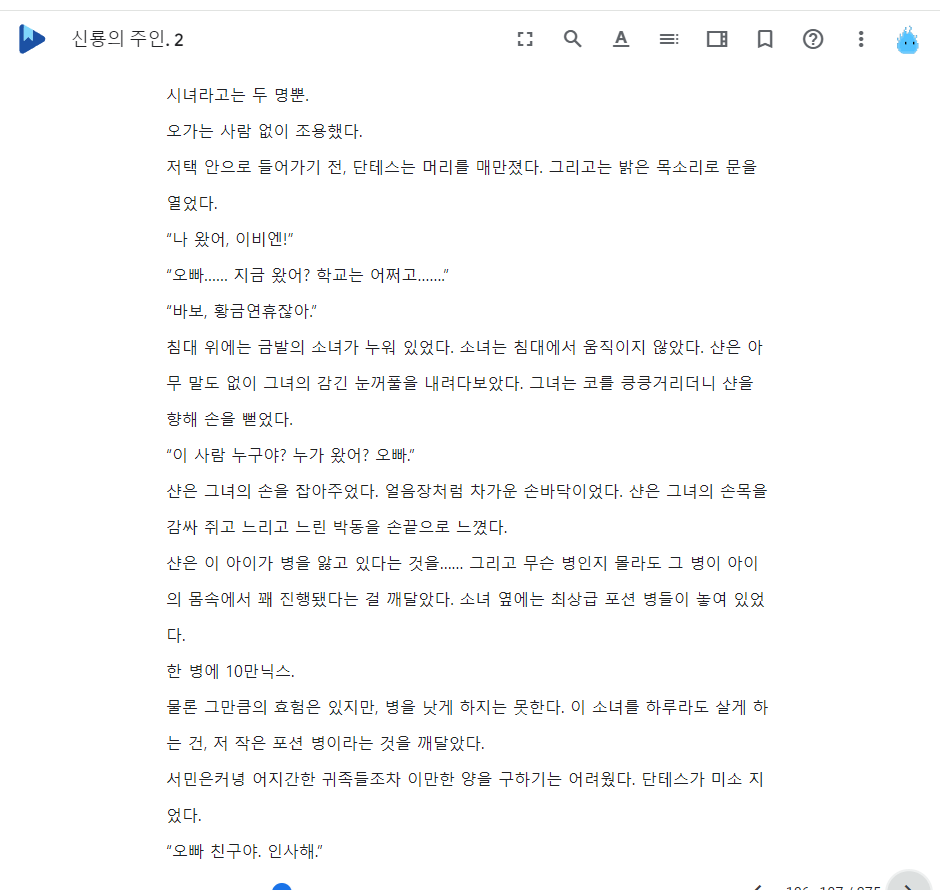 신룡의 주인. 2
시녀라고는 두 명뿐.
오가는 사람 없이 조용했다.
저택 안으로 들어가기 전, 단테스는 머리를 매만졌다. 그리고는 밝은 목소리로 문을
열었다.
“나 왔어, 이비엔!”
“오빠…… 지금 왔어? 학교는 어쩌고…….”
“바보, 황금연휴잖아.”
침대 위에는 금발의 소녀가 누워 있었다. 소녀는 침대에서 움직이지 않았다. 샨은 아
무 말도 없이 그녀의 감긴 눈꺼풀을 내려다보았다. 그녀는 코를 킁킁거리더니 샨을
향해 손을 뻗었다.
“이 사람 누구야? 누가 왔어? 오빠.”
샨은 그녀의 손을 잡아주었다. 얼음장처럼 차가운 손바닥이었다. 샨은 그녀의 손목을
감싸 쥐고 느리고 느린 박동을 손끝으로 느꼈다.
샨은 이 아이가 병을 앓고 있다는 것을…… 그리고 무슨 병인지 몰라도 그 병이 아이
의 몸속에서 꽤 진행됐다는 걸 깨달았다. 소녀 옆에는 최상급 포션 병들이 놓여 있었
다.
한 병에 10만닉스.
물론 그만큼의 효험은 있지만, 병을 낫게 하지는 못한다. 이 소녀를 하루라도 살게 하
는 건, 저 작은 포션 병이라는 것을 깨달았다.
서민은커녕 어지간한 귀족들조차 이만한 양을 구하기는 어려웠다. 단테스가 미소 지
었다.
“오빠 친구야. 인사해.”